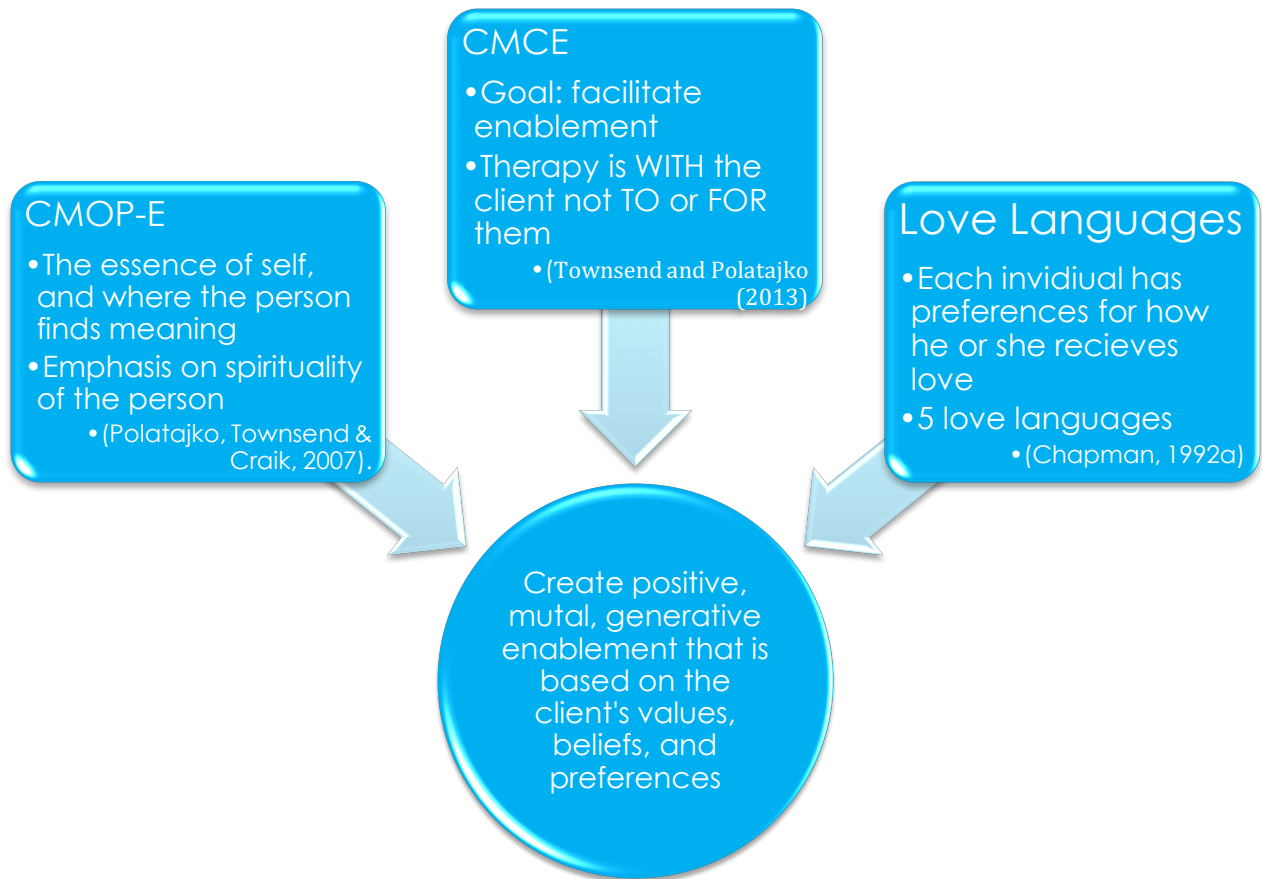 CMOP-E
•The essence of self,
and where the person
finds meaning
•Emphasis on spirituality
of the person
•(Polatajko, Townsend &
Craik, 2007).
CMCE
•Goal: facilitate
enablement
•Therapy is WITH the
client not TO or FOR
them
•(Townsend and Polatajko
(2013)
Love Languages
•Each invidiual has
preferences for how
he or she recieves
love
•5 love languages
•(Chapman, 1992a)
Create positive,
mutal, generative
enablement that is
based on the
client's values,
beliefs, and
preferences